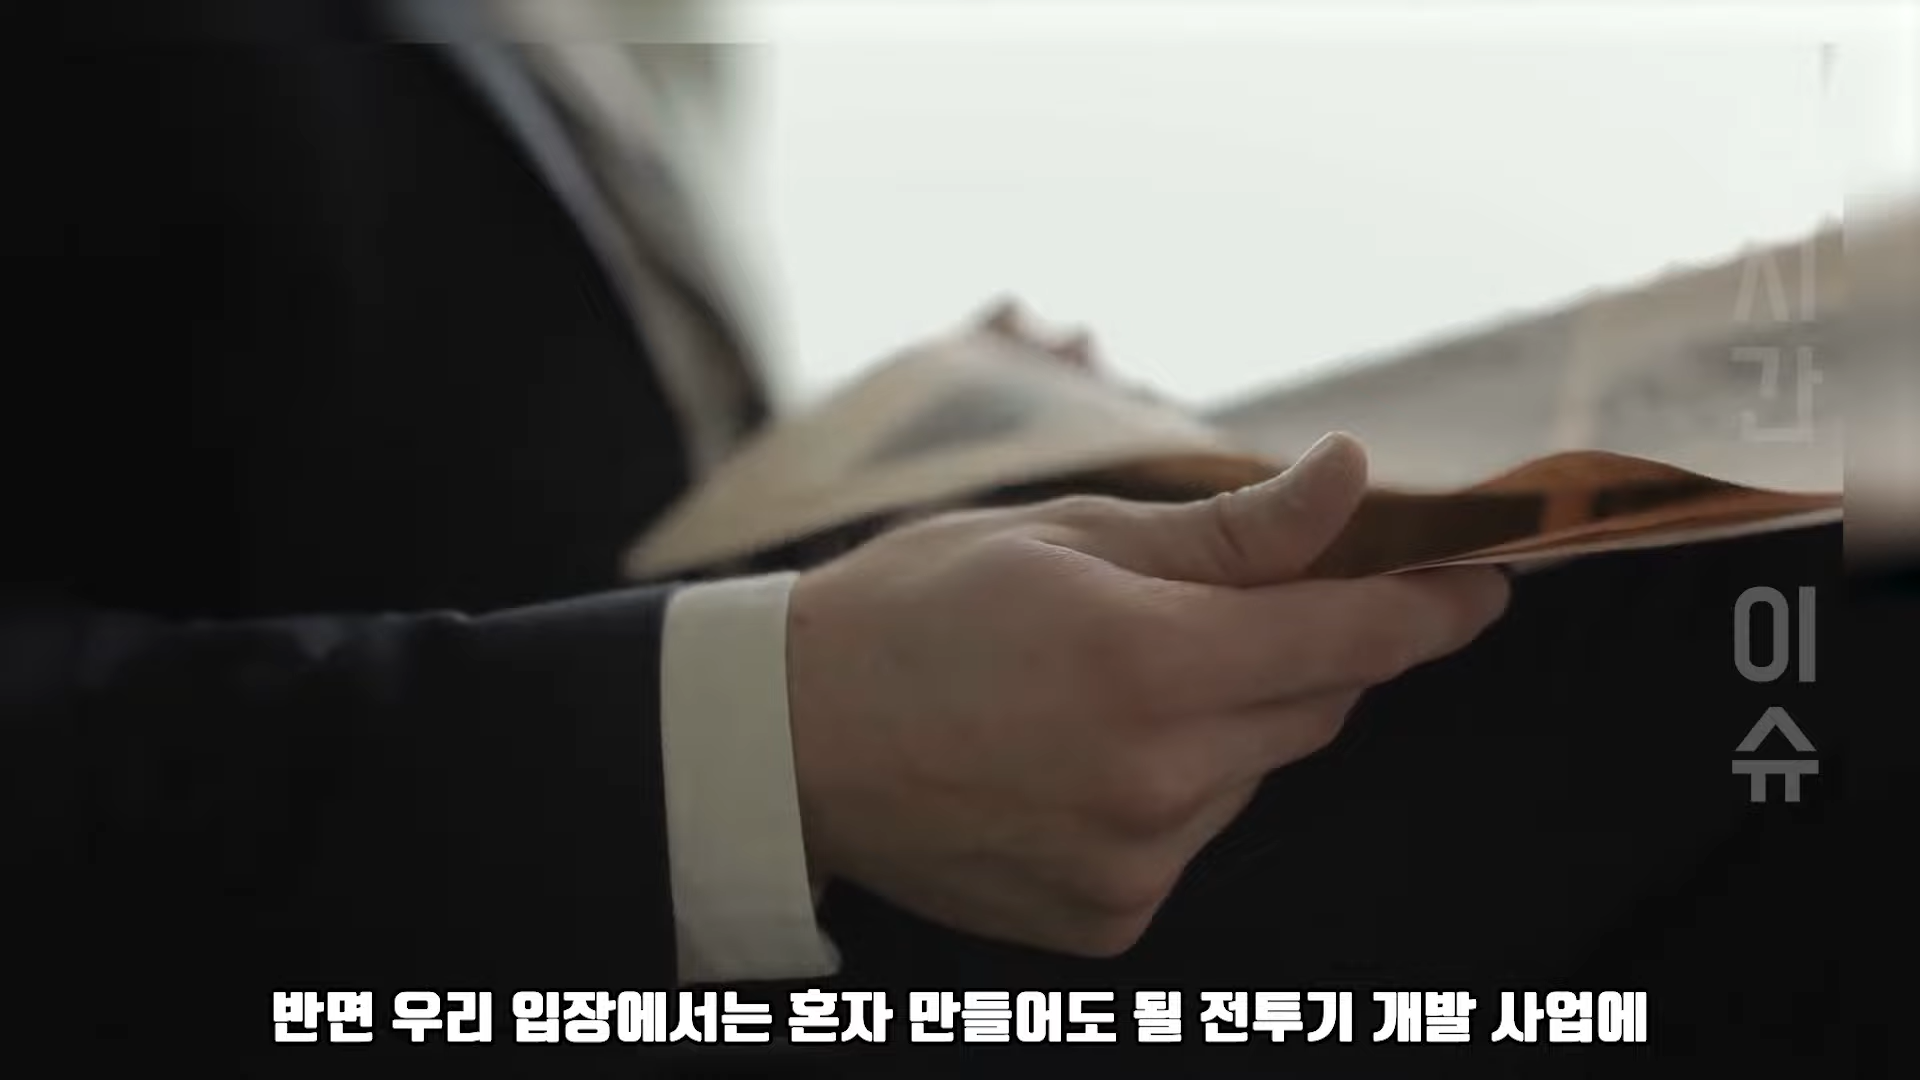 시간
이슈
반면 우리 입장에서는 혼자 만들어도 될 전투기 개발 사업에